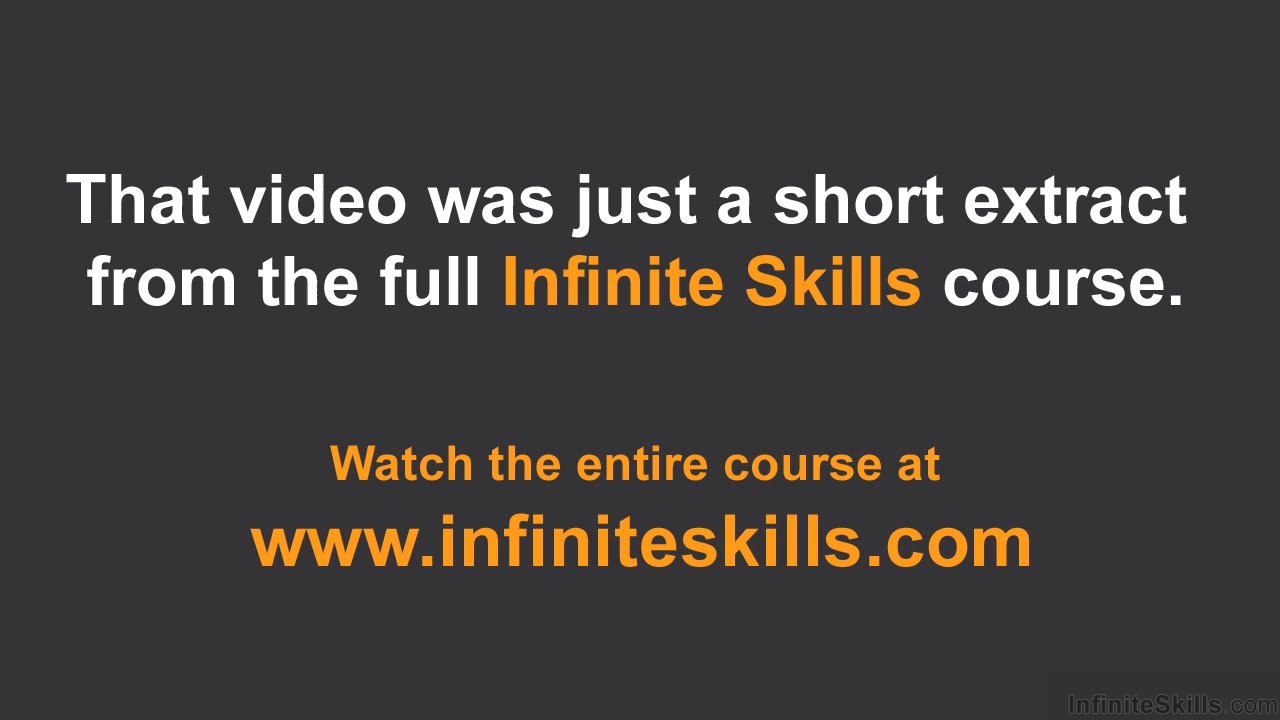 That video was just a short extract
from the full Infinite Skills course.
Watch the entire course at
www.infiniteskills.com
InfiniteSkills.com